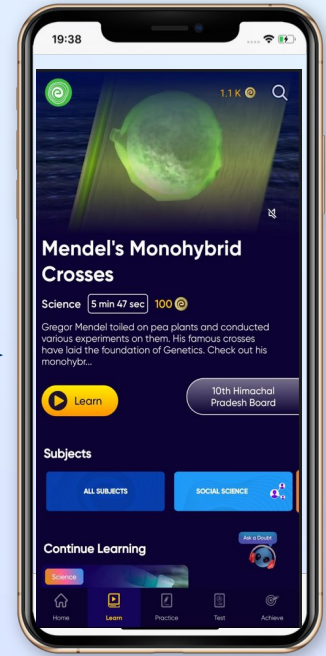 19:38
1.1 K
Mendel's Monohybrid
Crosses
Science 5 min 47 sec 100
Gregor Mendel toiled on pea plants and conducted
various experiments on them. His famous crosses
have laid the foundation of Genetics. Check out his
monohybr...
Learn
10th Himachal
Pradesh Board
Subjects
ALL SUBJECTS
SOCIAL SCIENCE
Continue Learning
Ask a Doubt
Science
Home Learn Practice Test Achieve